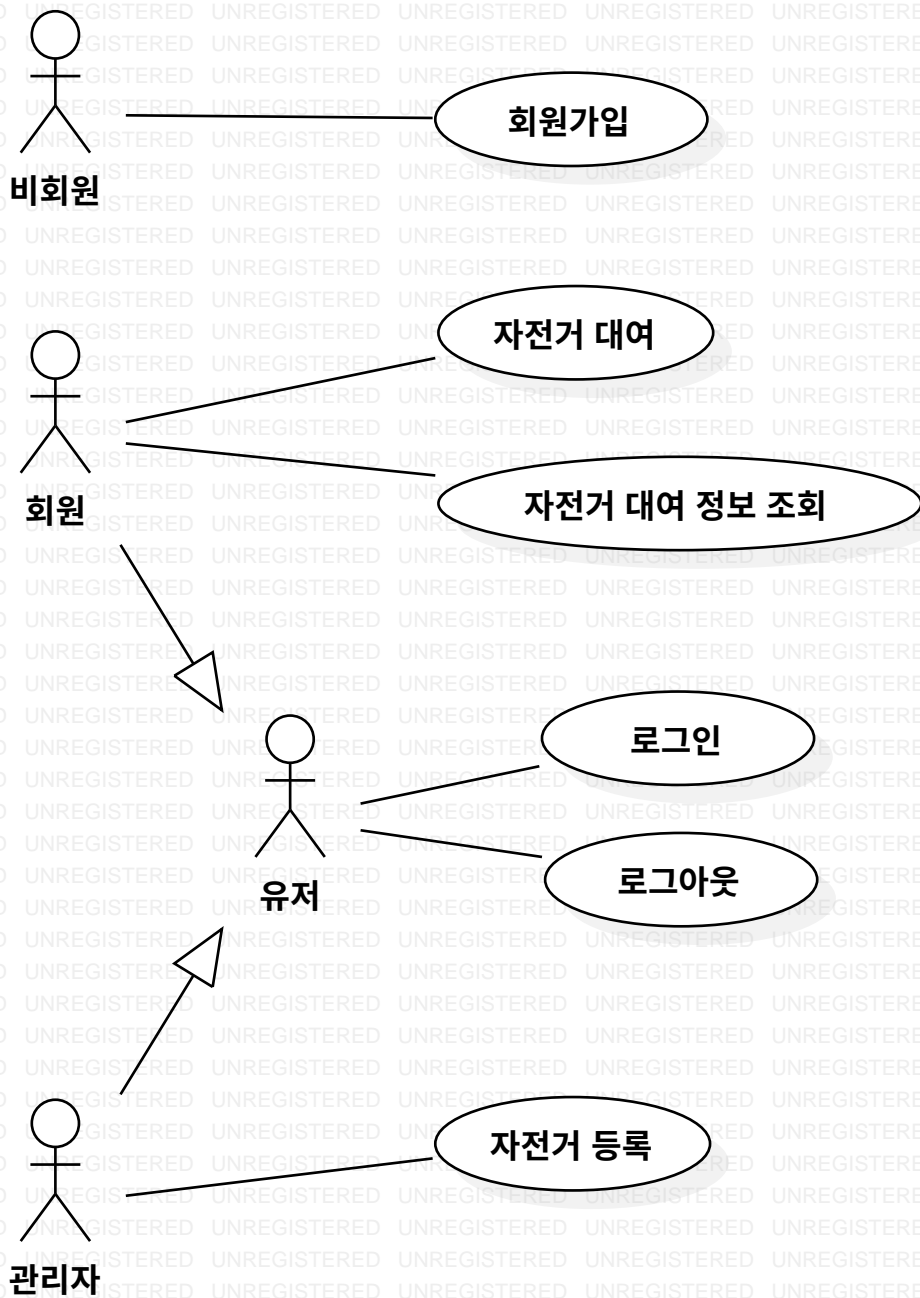 비회원
회원가입
회원
자전거 대여
자전거 대여 정보 조회
유저
로그인
로그아웃
관리자
자전거 등록
UNREGISTERED